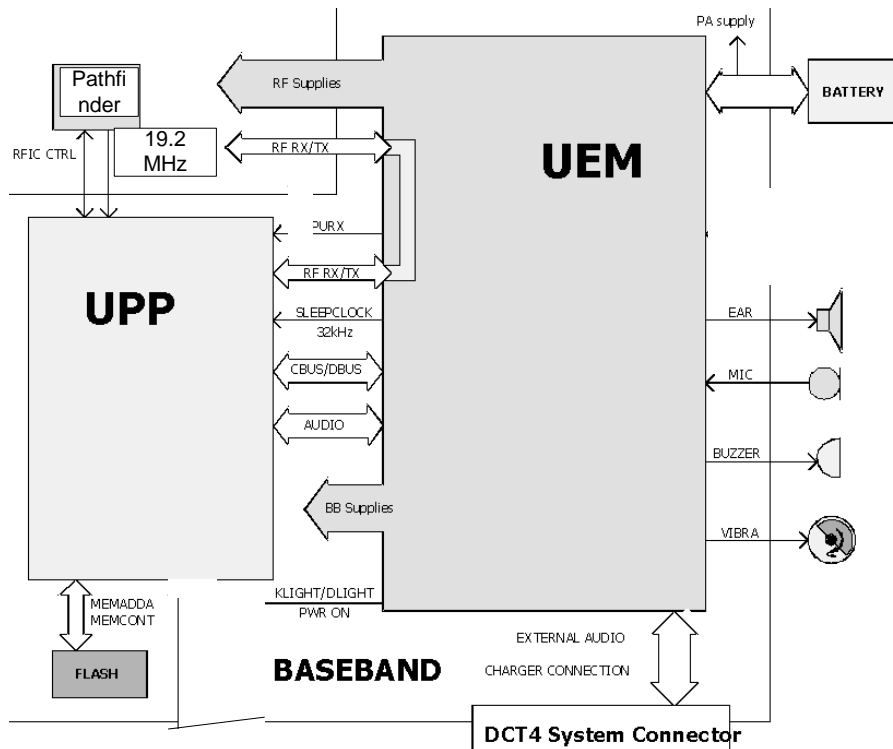 PA supply
Pathfi
nder
RF Supplies
BATTERY
19.2
MHz
RFIC CTRL
RF RX/TX
UEM
PURX
RF RX/TX
UPP
SLEEPCLOCK
32kHz
EAR
CBUS/DBUS
MIC
AUDIO
BUZZER
BB Supplies
VIBRA
KLIGHT/DLIGHT
PWR ON
MEMADDA
MEMCONT
EXTERNAL AUDIO
FLASH
BASEBAND
CHARGER CONNECTION
DCT4 System Connector